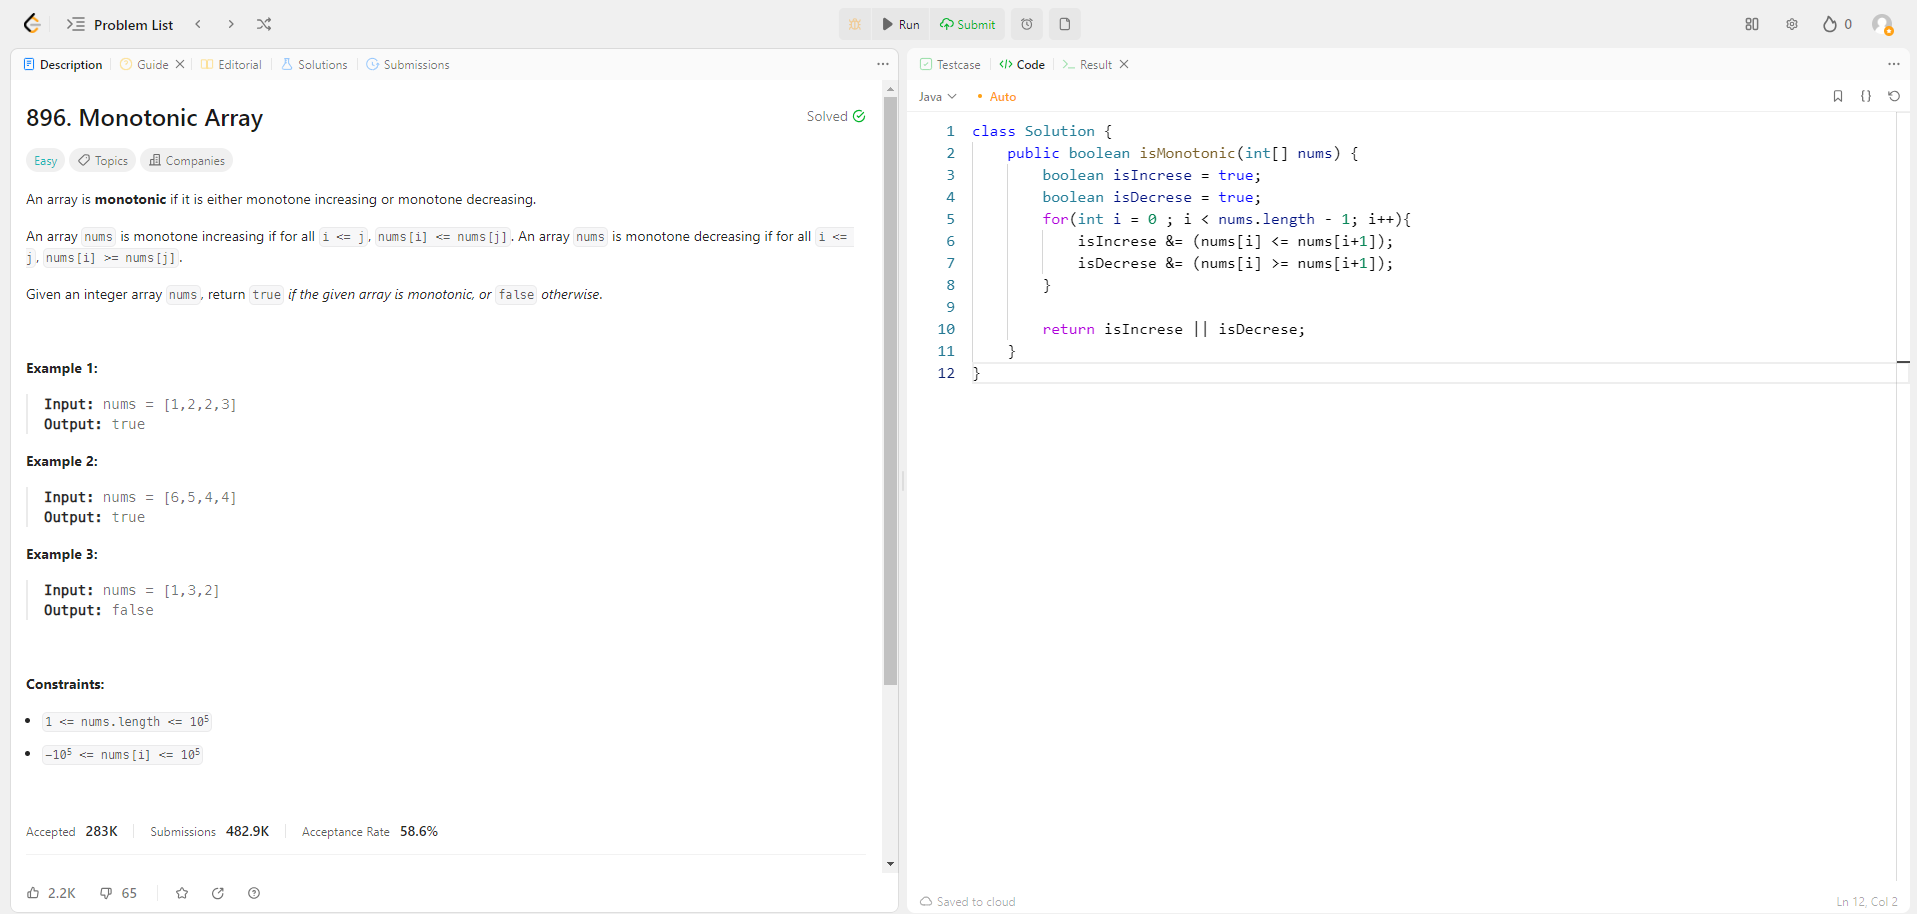 Problem List
Run
Submit
0
Description
Guide
Editorial
Solutions
Submissions
896. Monotonic Array
Solved
Easy
Topics
Companies
An array is monotonic if it is either monotone increasing or monotone decreasing.
An array nums is monotone increasing if for all i <= j, nums[i] <= nums[j]. An array nums is monotone decreasing if for all i <=
j, nums[i] >= nums[j].
Given an integer array nums, return true if the given array is monotonic, or false otherwise.
Example 1:
Input: nums = [1,2,2,3]
Output: true
Example 2:
Input: nums = [6,5,4,4]
Output: true
Example 3:
Input: nums = [1,3,2]
Output: false
Constraints:
1 <= nums.length <= 10⁵
-10⁵ <= nums[i] <= 10⁵
Accepted 283K
Submissions 482.9K
Acceptance Rate 58.6%
2.2K
65
Testcase
Code
Result
Java
Auto
1 class Solution {
2     public boolean isMonotonic(int[] nums) {
3         boolean isIncrese = true;
4         boolean isDecrese = true;
5         for(int i = 0 ; i < nums.length - 1; i++){
6             isIncrese &= (nums[i] <= nums[i+1]);
7             isDecrese &= (nums[i] >= nums[i+1]);
8         }
9
10         return isIncrese || isDecrese;
11     }
12 }
Saved to cloud
Ln 12, Col 2